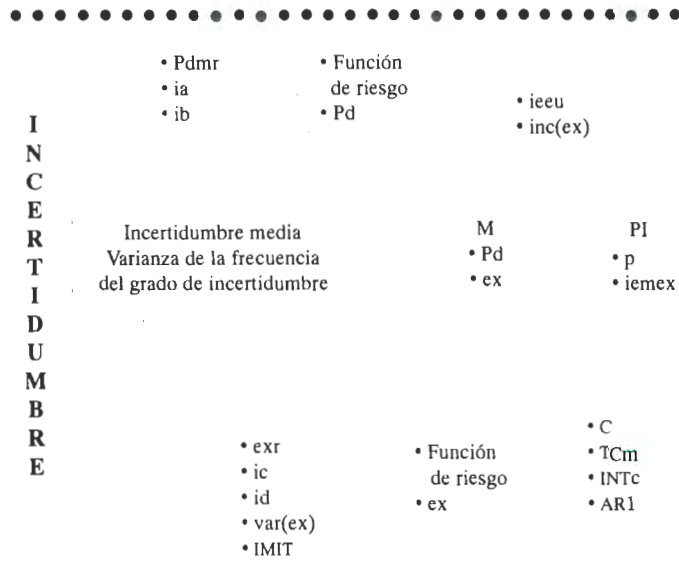 INCERTIDUMBRE
• Pdmr
• ia
• ib
• Función
de riesgo
• Pd
• ieeu
• inc(ex)
Incertidumbre media
Varianza de la frecuencia
del grado de incertidumbre
M
• Pd
• ex
PI
• p
• iemex
• exr
• ic
• id
• var(ex)
• IMIT
• Función
de riesgo
• ex
• C
• TCm
• INTc
• AR1